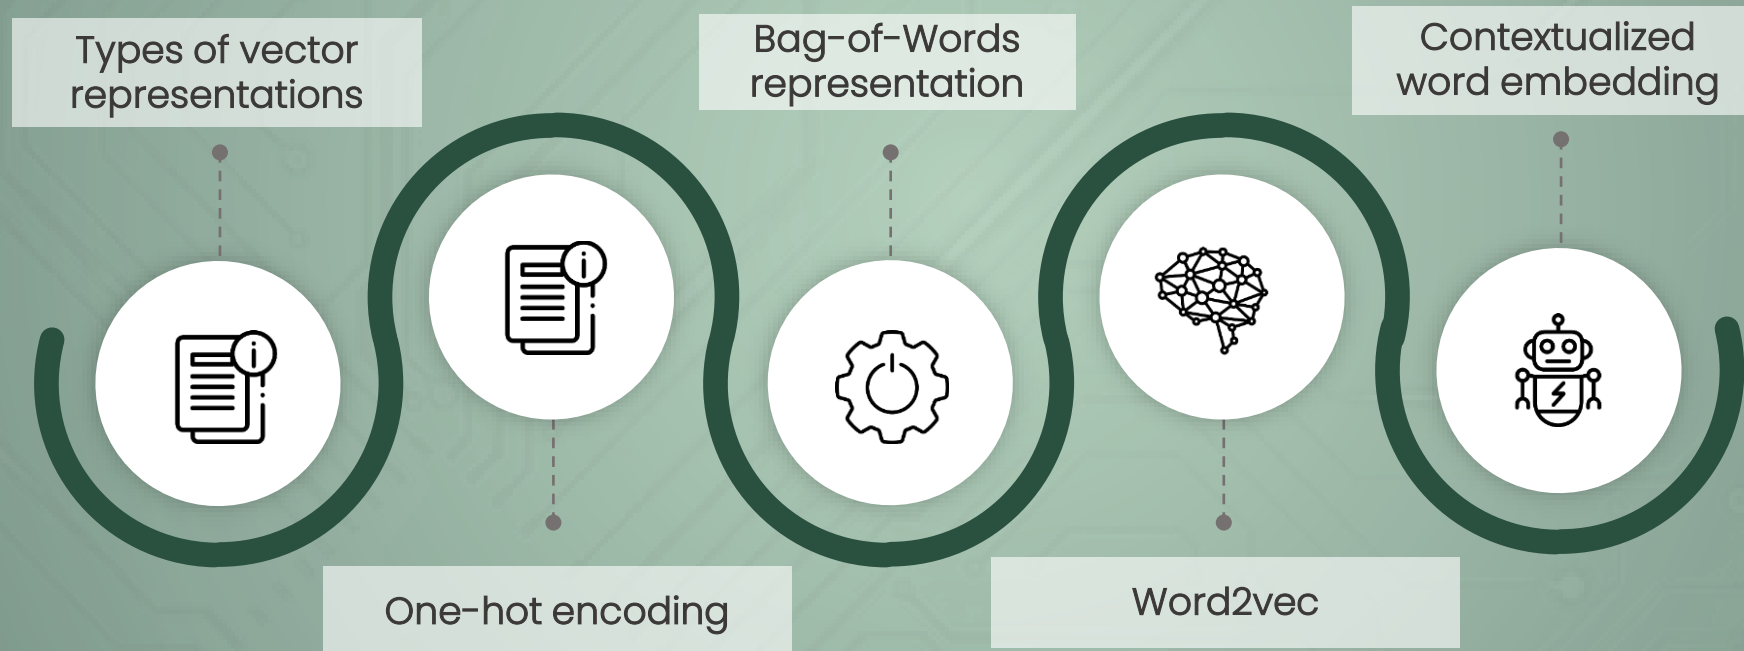 Types of vector
representations
One-hot encoding
Bag-of-Words
representation
Word2vec
Contextualized
word embedding